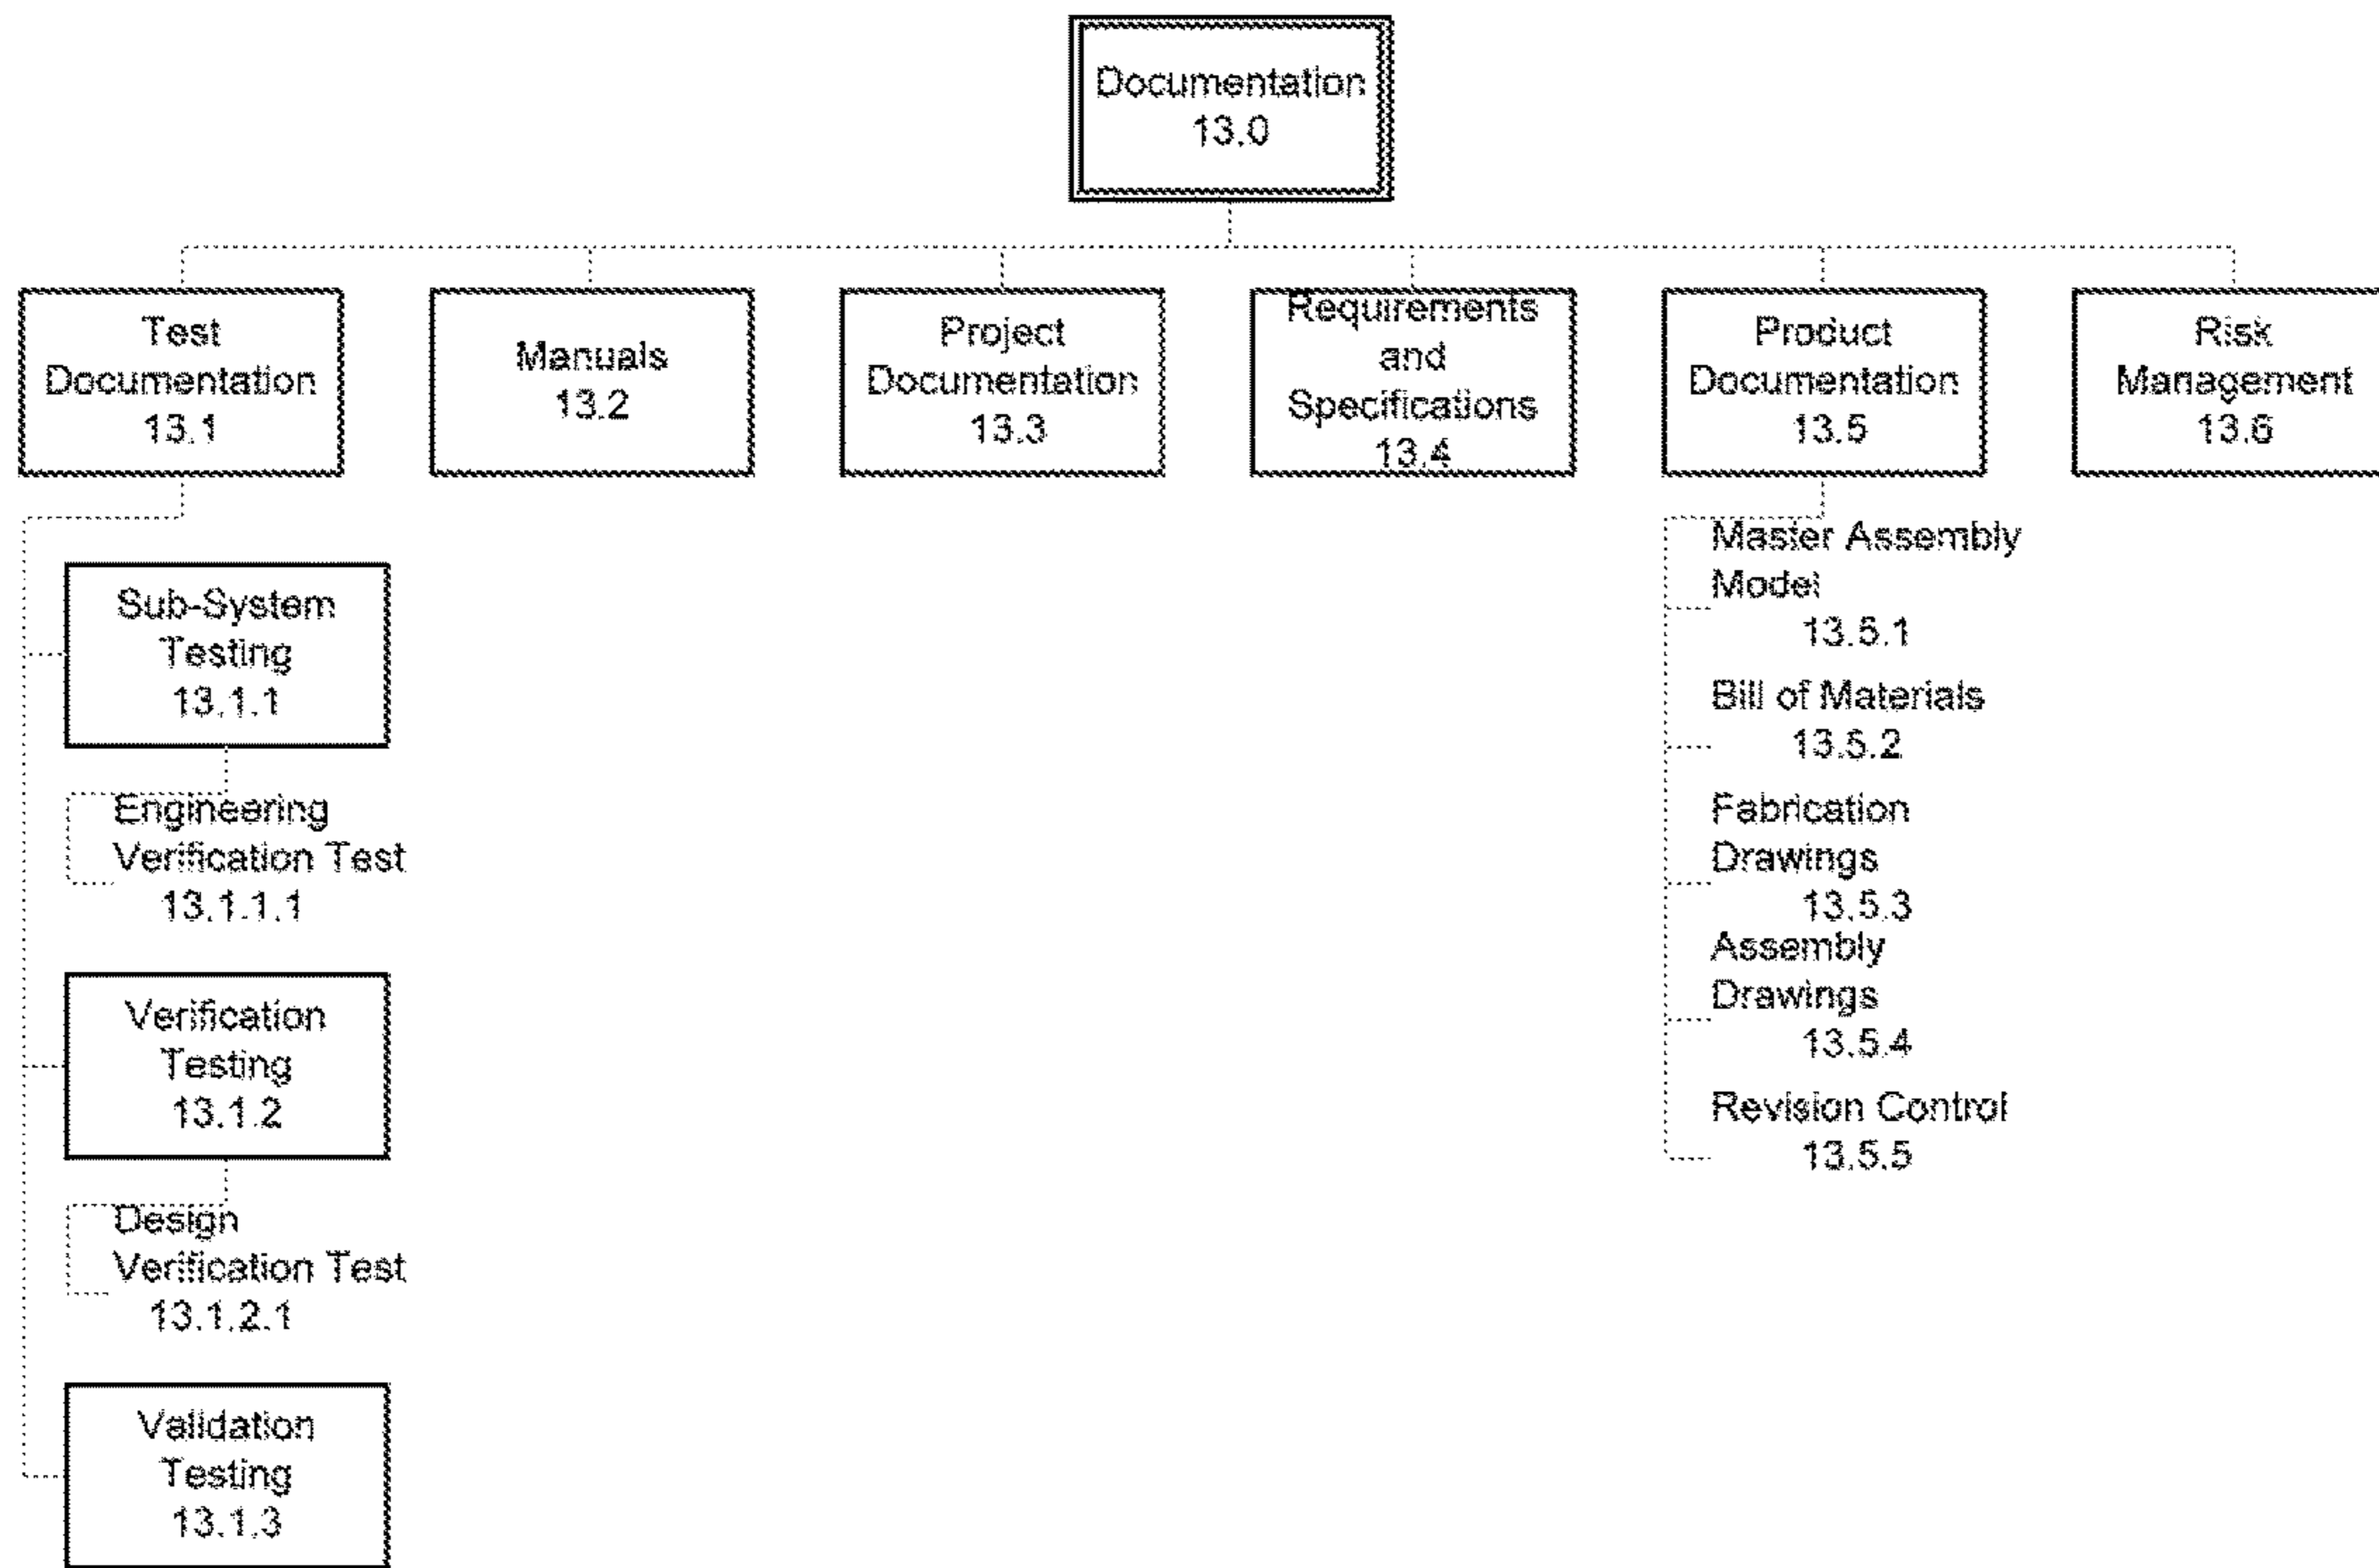 Documentation
13.0
Test
Documentation
13.1
Manuals
13.2
Project
Documentation
13.3
Requirements
and
Specifications
13.4
Product
Documentation
13.5
Risk
Management
13.6
Sub-System
Testing
13.1.1
Engineering
Verification Test
13.1.1.1
Verification
Testing
13.1.2
Design
Verification Test
13.1.2.1
Validation
Testing
13.1.3
Master Assembly
Model
13.5.1
Bill of Materials
13.5.2
Fabrication
Drawings
13.5.3
Assembly
Drawings
13.5.4
Revision Control
13.5.5